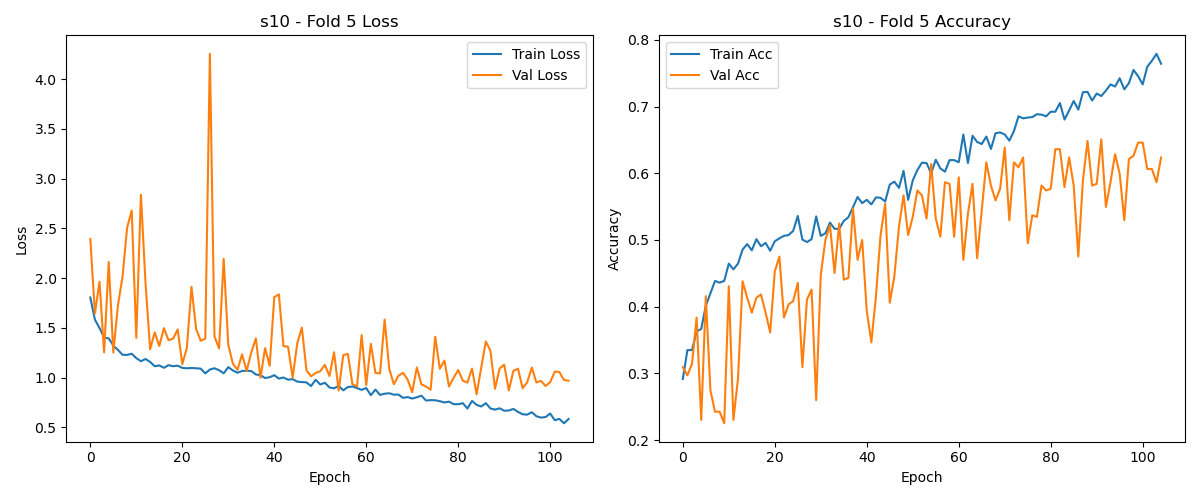 s10 - Fold 5 Loss
Train Loss
Val Loss
Loss
4.0
3.5
3.0
2.5
2.0
1.5
1.0
0.5
0 20 40 60 80 100
Epoch
s10 - Fold 5 Accuracy
Train Acc
Val Acc
Accuracy
0.8
0.7
0.6
0.5
0.4
0.3
0.2
0 20 40 60 80 100
Epoch